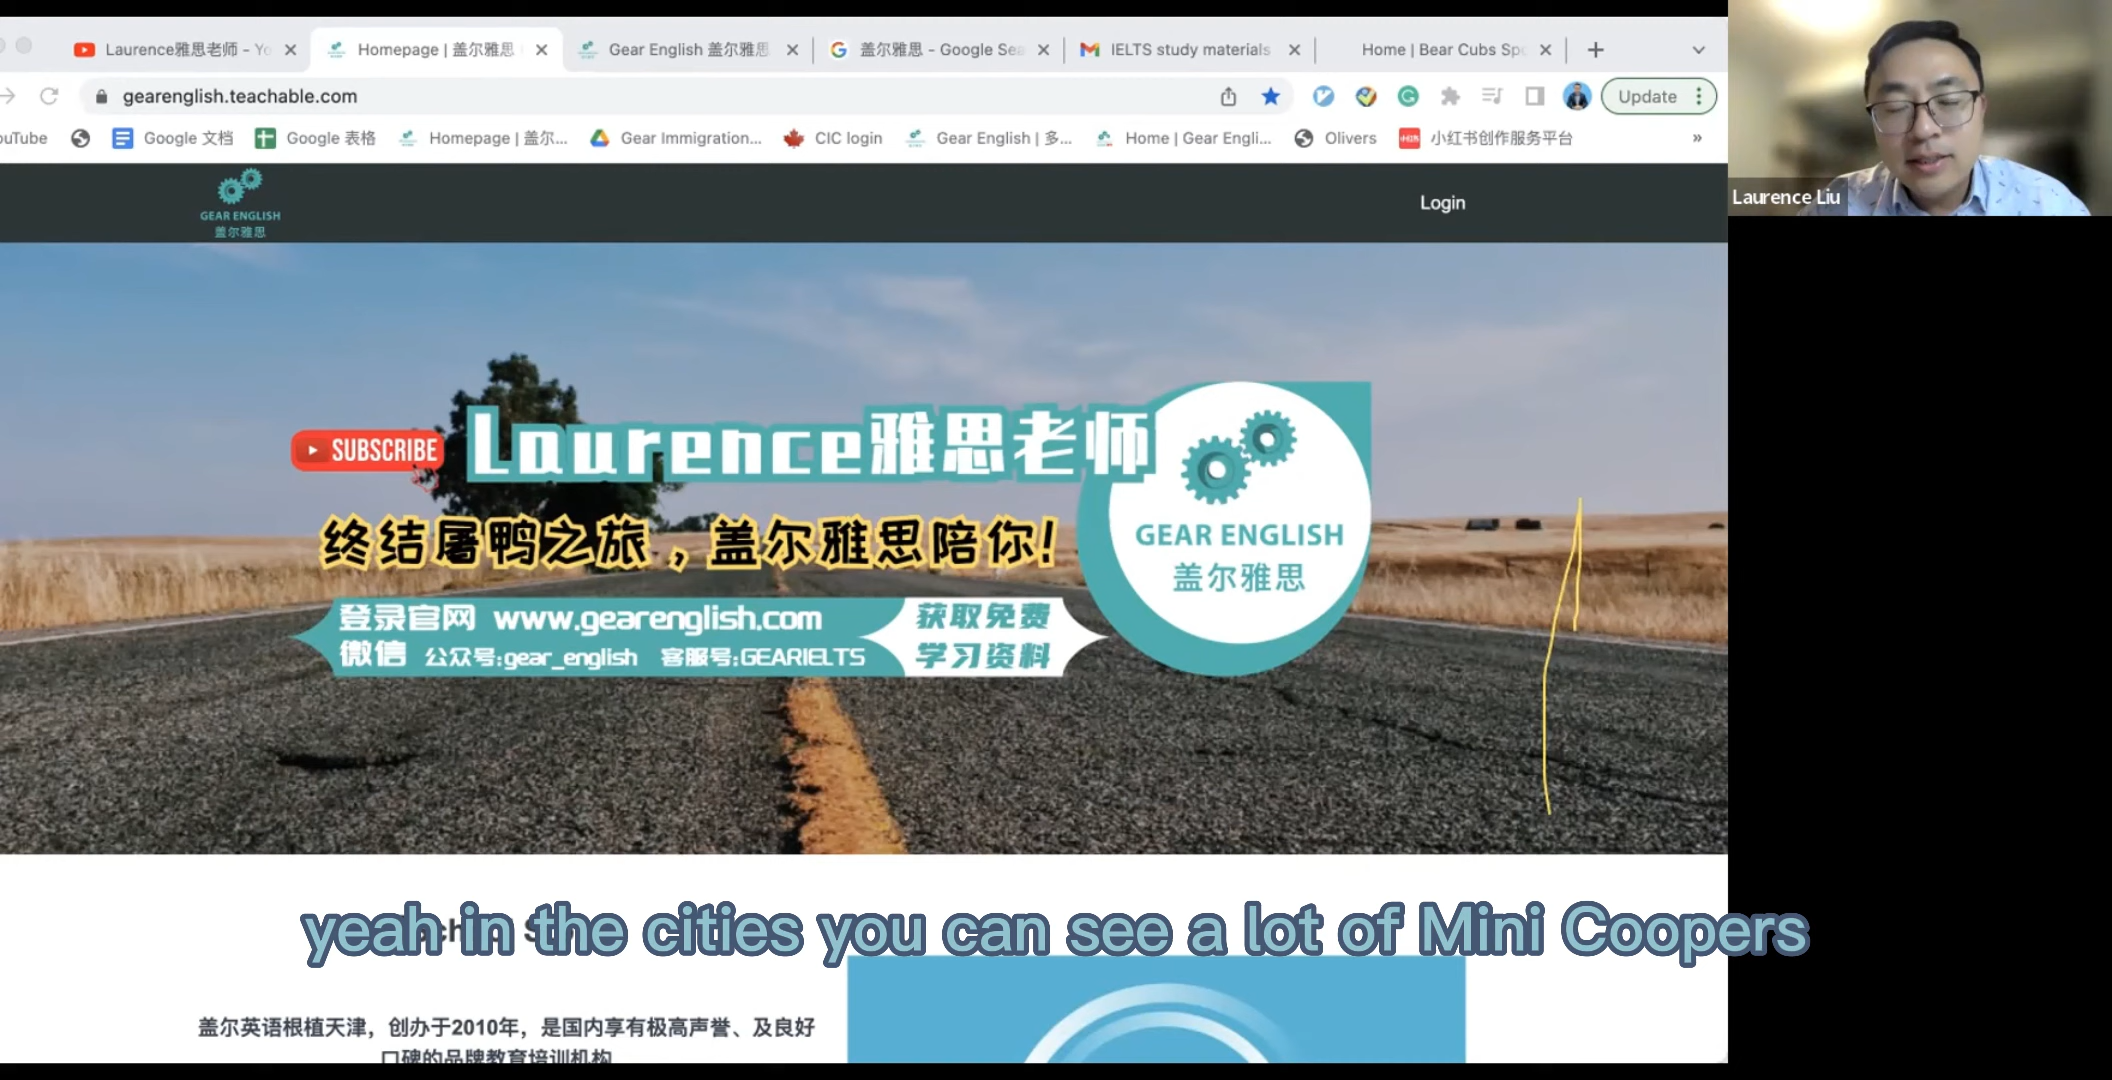 Laurence雅思老师 - Yo
Homepage | 盖尔雅思
Gear English 盖尔雅思
盖尔雅思 - Google Sea
IELTS study materials
Home | Bear Cubs Spo
gearenglish.teachable.com
Update
ouTube
Google 文档
Google 表格
Homepage | 盖尔...
Gear Immigration...
CIC login
Gear English | 多...
Home | Gear Engli...
Olivers
小红书创作服务平台
»
Laurence Liu
GEAR ENGLISH
盖尔雅思
Login
SUBSCRIBE
Laurence雅思老师
终结屠鸭之旅，盖尔雅思陪你!
GEAR ENGLISH
盖尔雅思
登录官网 www.gearenglish.com
微信 公众号:gear_english 客服号:GEARIELTS
获取免费
学习资料
yeah in the cities you can see a lot of Mini Coopers
盖尔英语根植天津，创办于2010年，是国内享有极高声誉、及良好
口碑的品牌教育培训机构